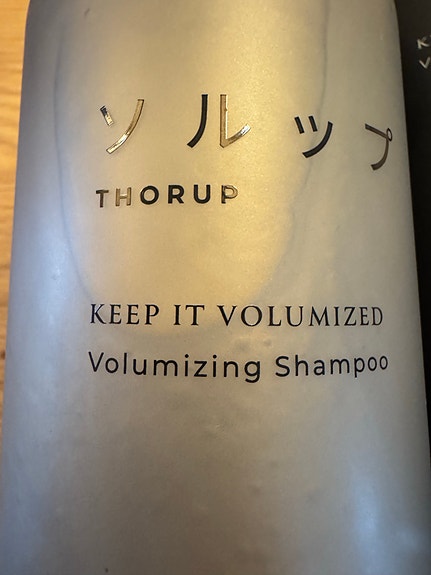 ソルップ
THORUP
KEEP IT VOLUMIZED
Volumizing Shampoo